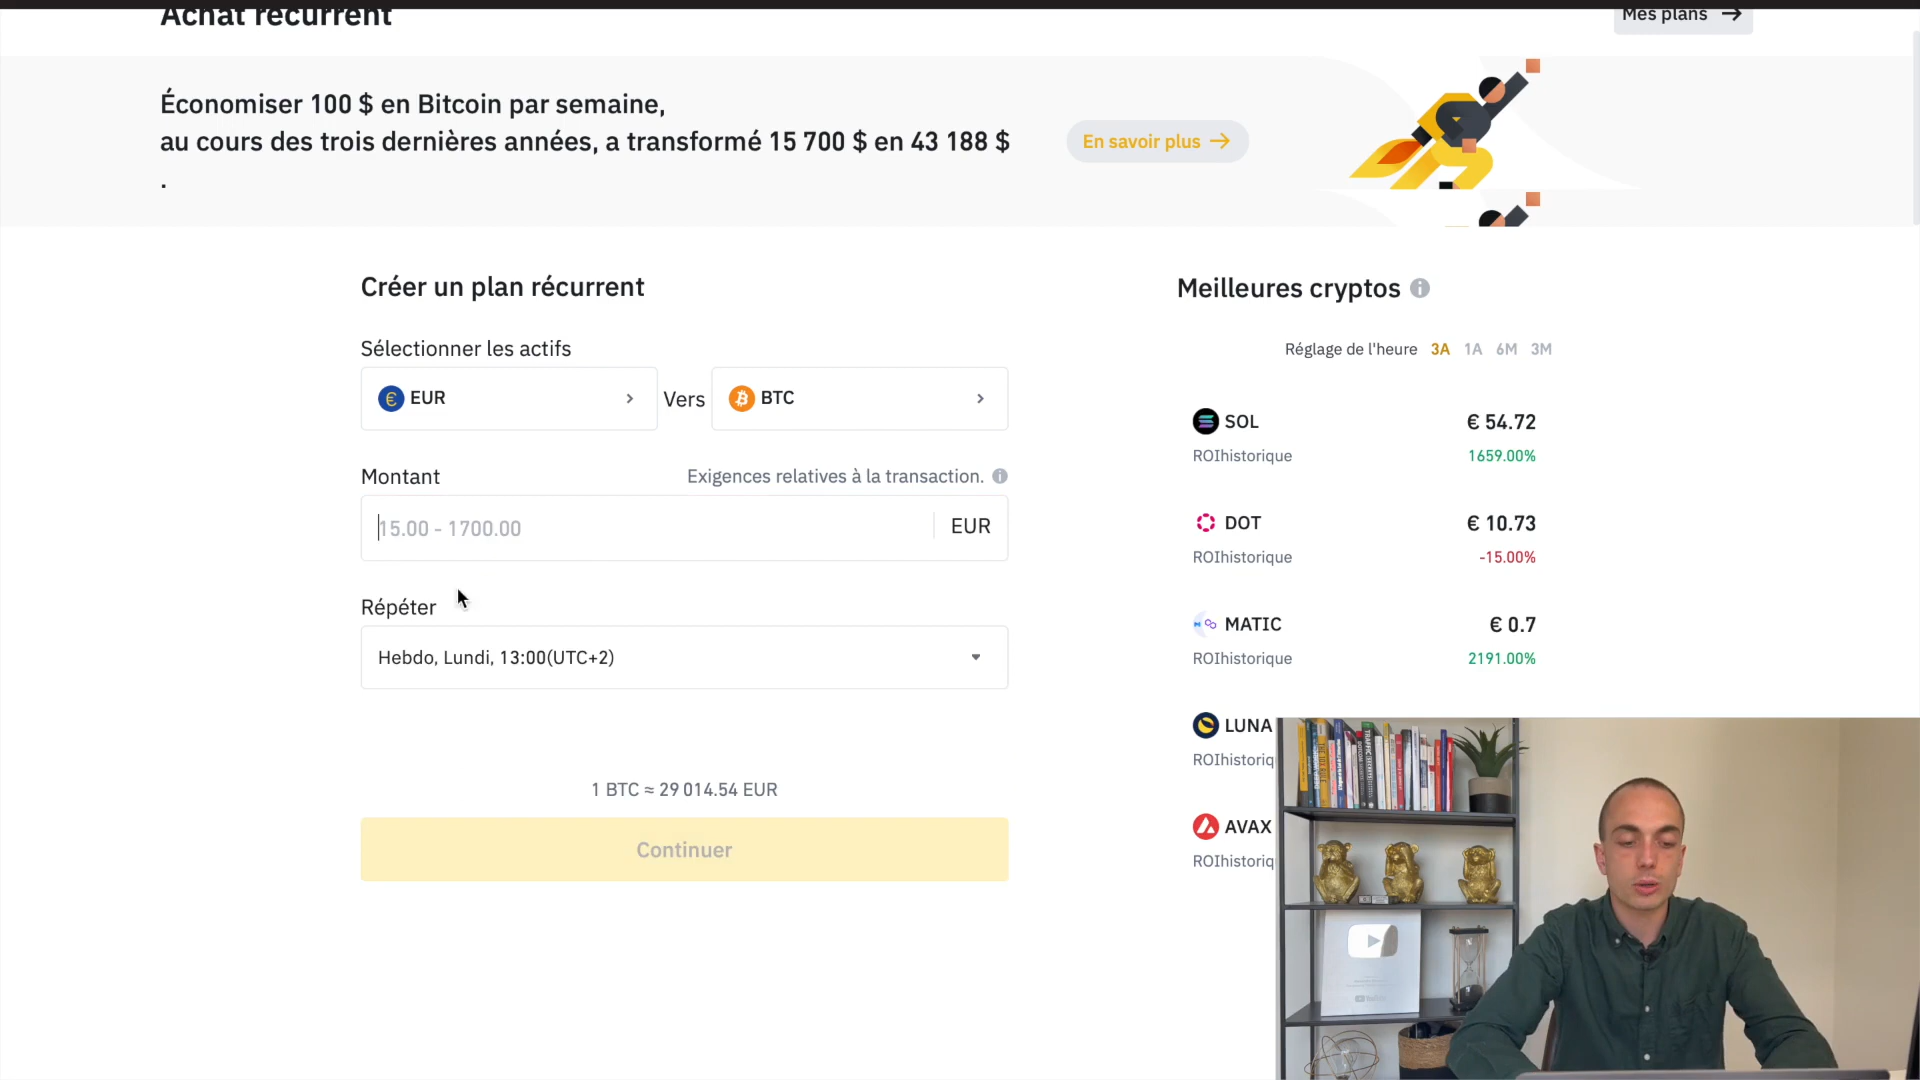 Achat récurrent
Mes plans
Économiser 100 $ en Bitcoin par semaine,
au cours des trois dernières années, a transformé 15 700 $ en 43 188 $
.
En savoir plus
Créer un plan récurrent
Meilleures cryptos
Sélectionner les actifs
Réglage de l'heure 3A 1A 6M 3M
EUR
Vers
BTC
SOL € 54.72
ROIhistorique 1659.00%
Montant
Exigences relatives à la transaction.
15.00 - 1700.00
EUR
DOT € 10.73
ROIhistorique -15.00%
Répéter
Hebdo, Lundi, 13:00(UTC+2)
MATIC € 0.7
ROIhistorique 2191.00%
LUNA
ROIhistoriq
1 BTC ≈ 29 014.54 EUR
Continuer
AVAX
ROIhistoriq
TRAFFIC SECRETS